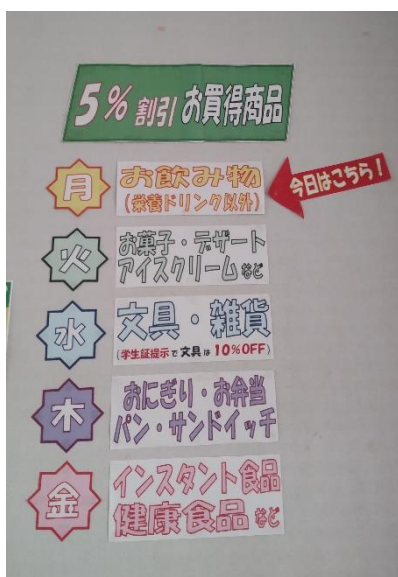 5% 割引 お買得商品
月
お飲み物
(栄養ドリンク以外)
今日はこちら!
火
お菓子・デザート
アイスクリームなど
水
文具・雑貨
(学生証提示で文具は10%OFF)
木
おにぎり・お弁当
パン・サンドイッチ
金
インスタント食品
健康食品など